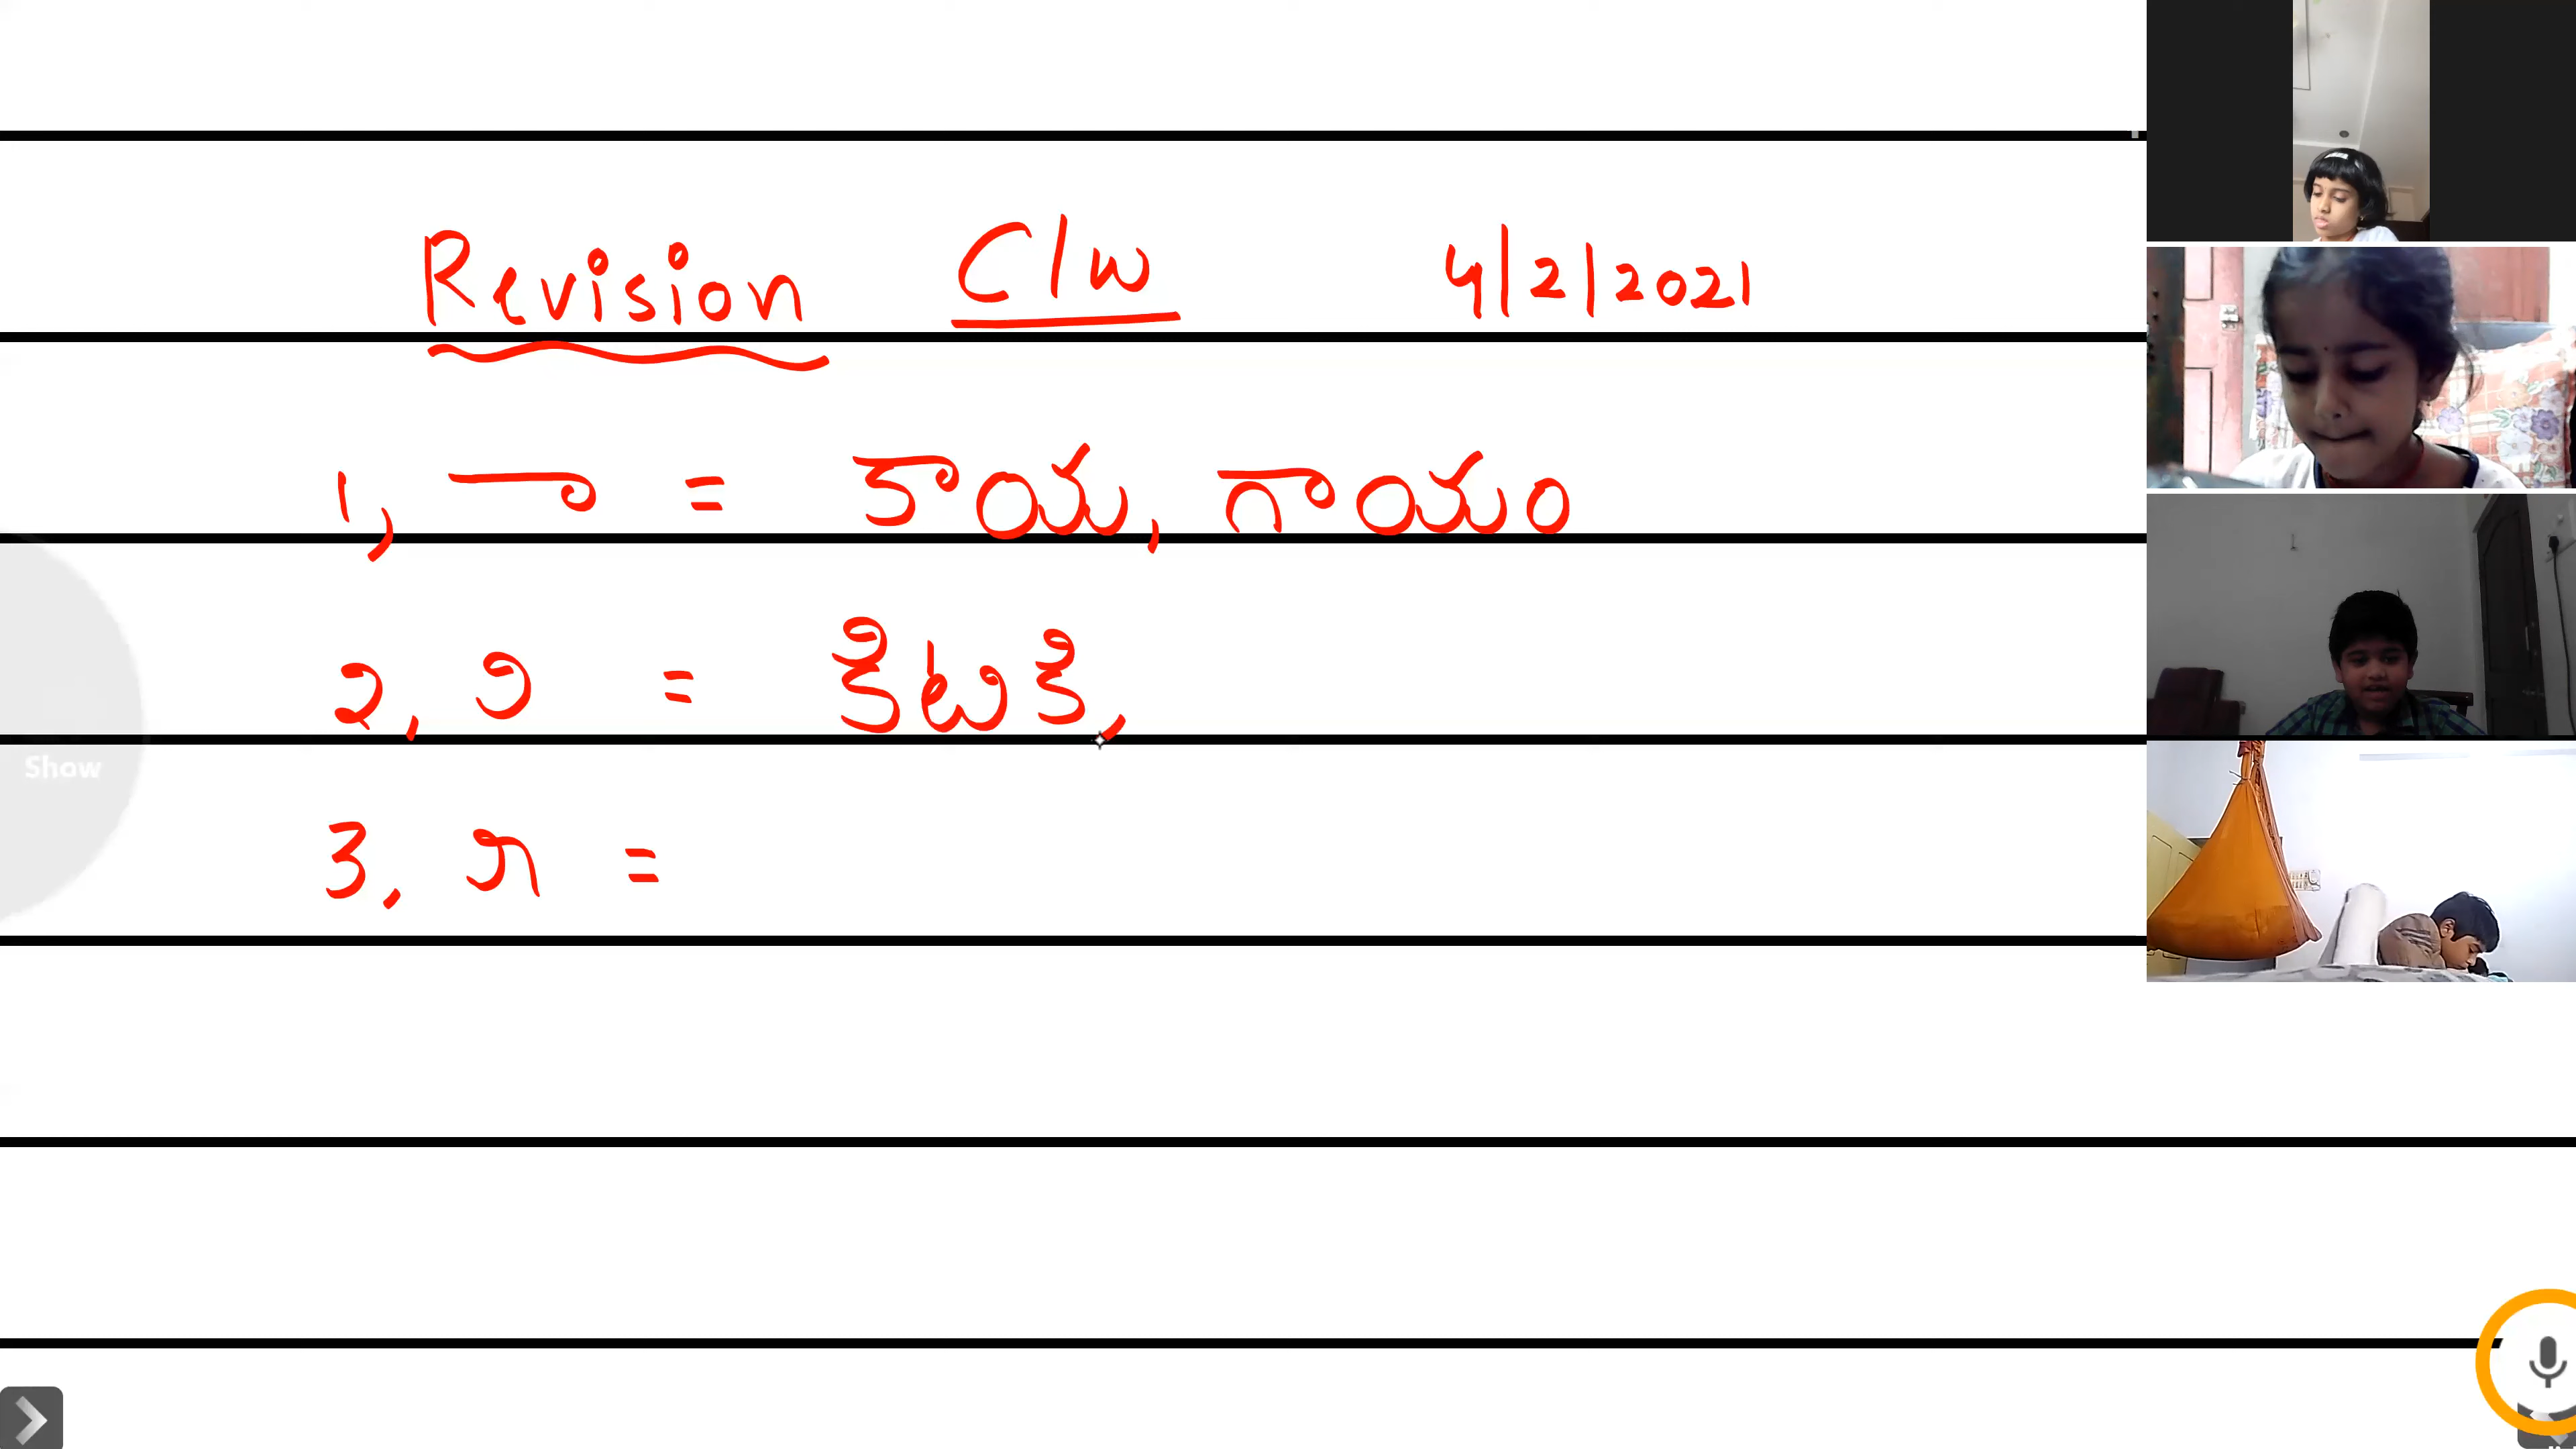 Revision C/W 4/2/2021
1, ా = కాయ, గాయం
2, ి = కిటికి,
3. ీ =
Show